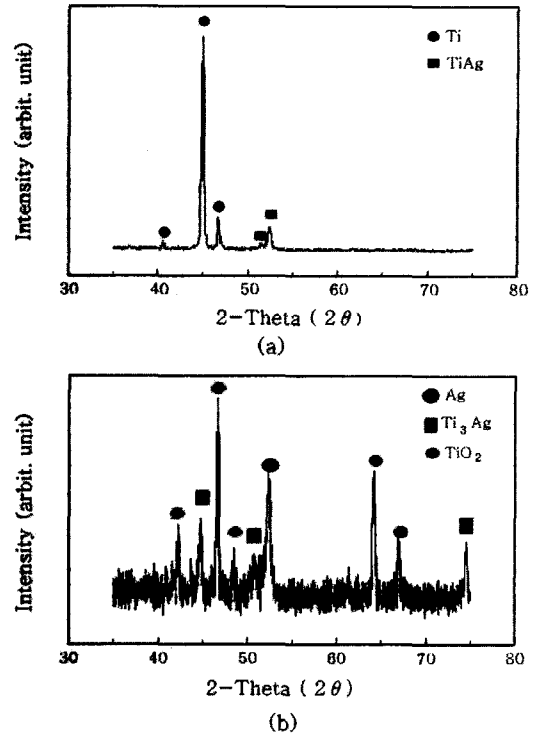 Intensity (arbit. unit)
Ti
TiAg
30 40 50 60 70 80
2-Theta ( 2θ )
(a)
Intensity (arbit. unit)
Ag
Ti3Ag
TiO2
30 40 50 60 70 80
2-Theta ( 2θ )
(b)